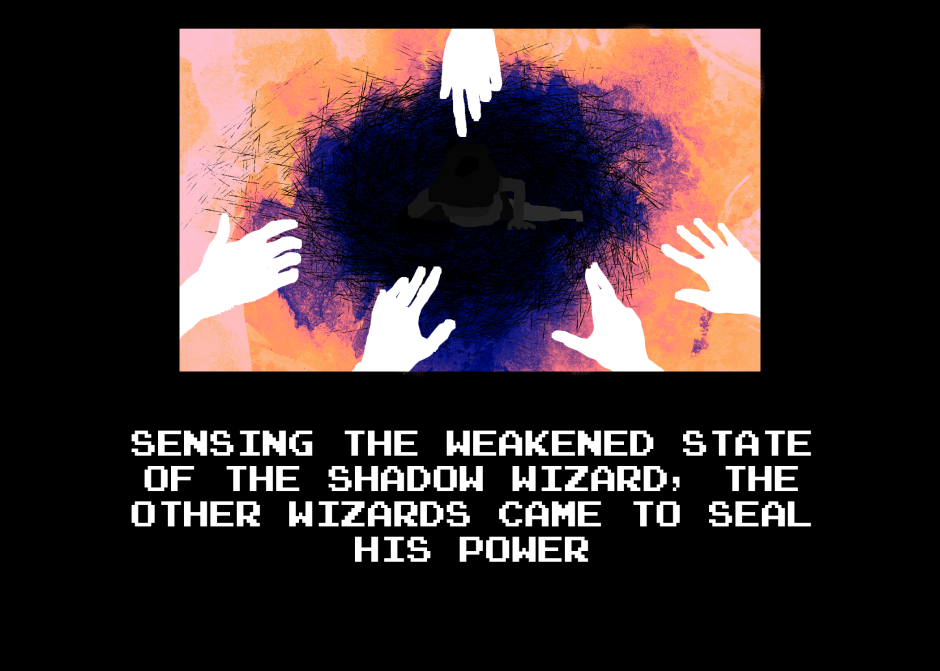 SENSING THE WEAKENED STATE
OF THE SHADOW WIZARD, THE
OTHER WIZARDS CAME TO SEAL
HIS POWER